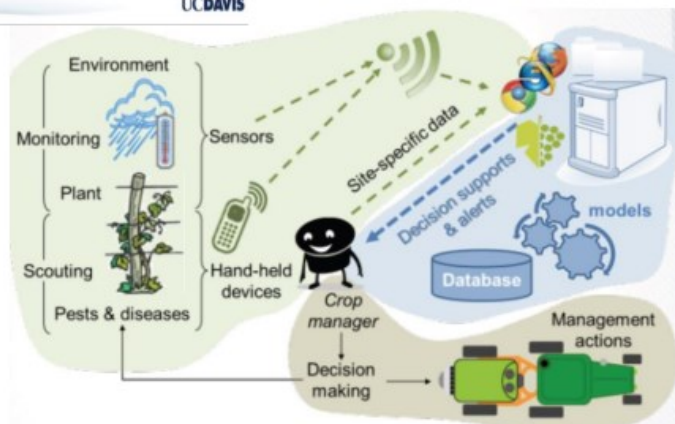 UCDAVIS
Environment
Monitoring
Sensors
Plant
Scouting
Hand-held
devices
Pests & diseases
Site-specific data
Decision supports
& alerts
models
Database
Crop
manager
Decision
making
Management
actions